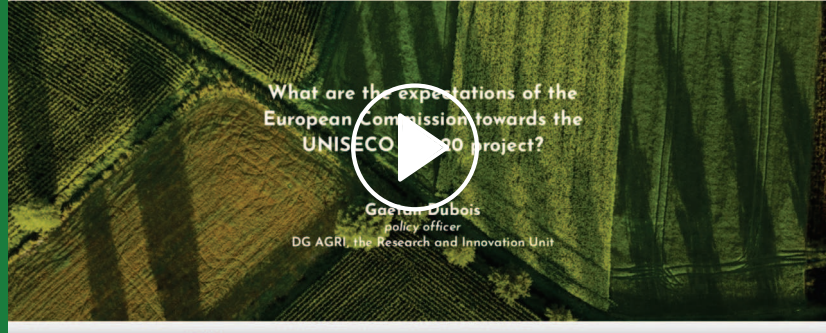 What are the expectations of the
European Commission towards the
UNISECO 20 project?
Gaetan Dubois
policy officer
DG AGRI, the Research and Innovation Unit